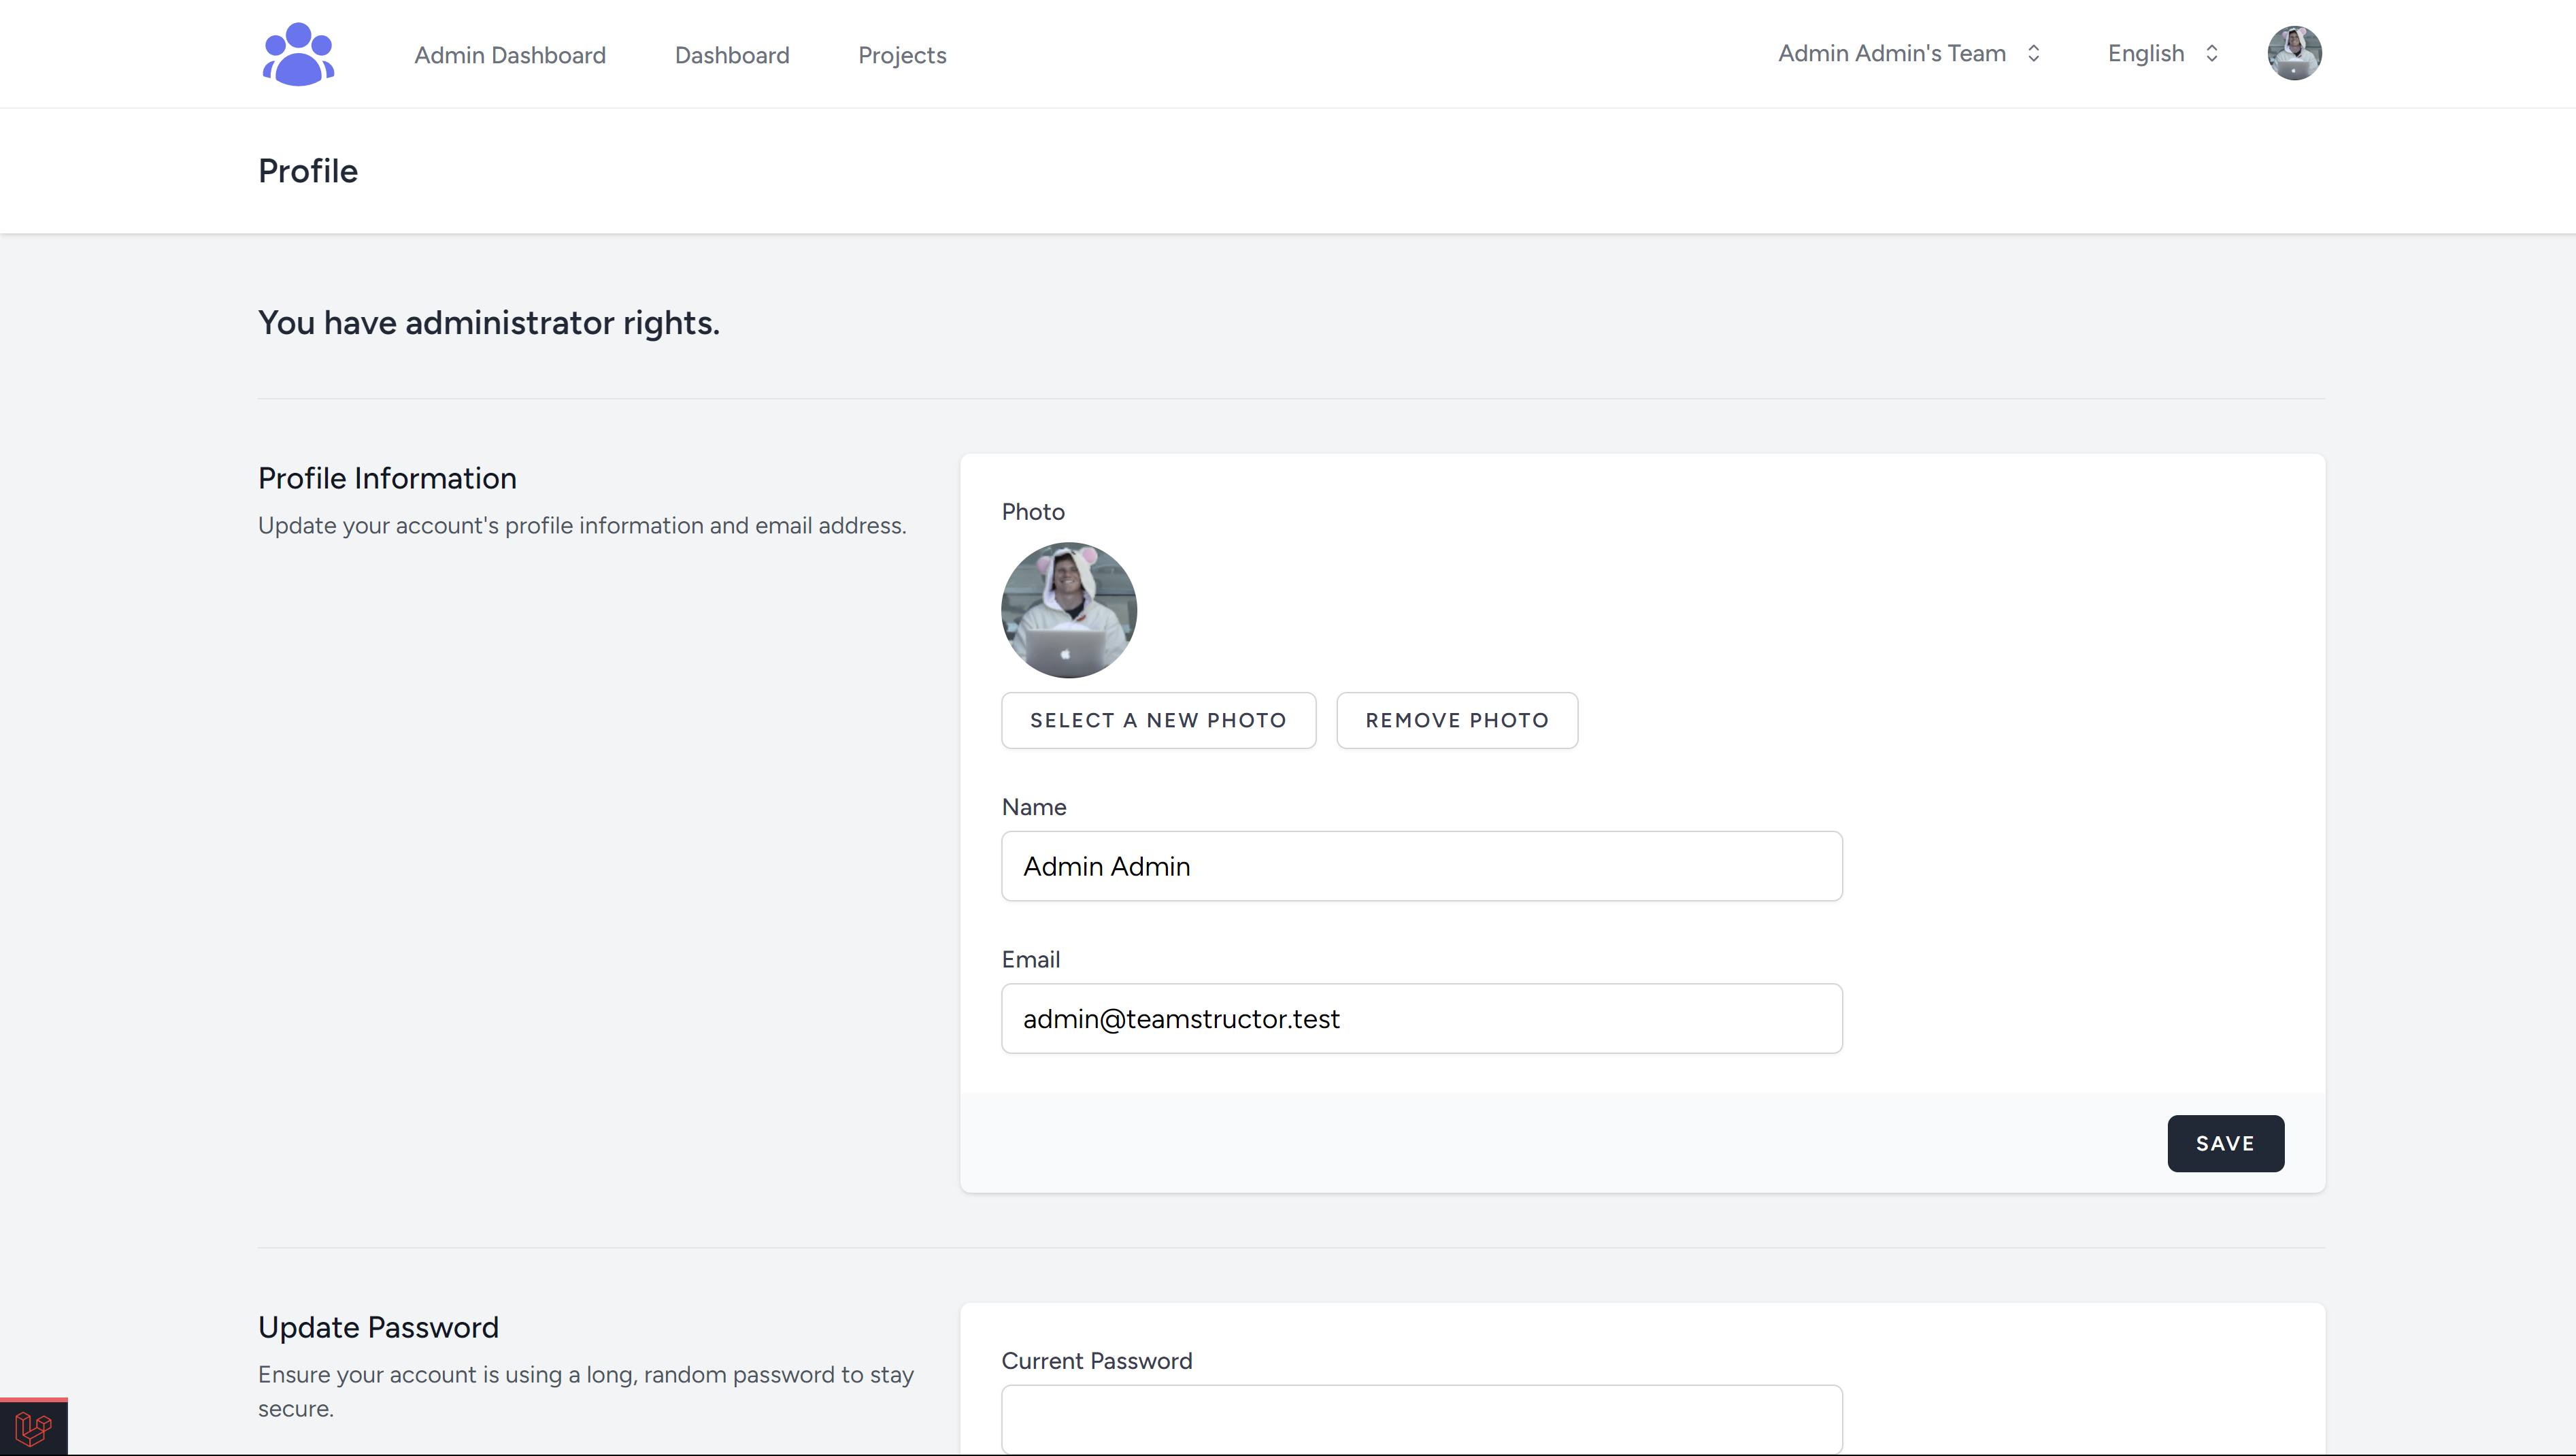 Admin Dashboard Dashboard Projects Admin Admin's Team English
Profile
You have administrator rights.
Profile Information
Update your account's profile information and email address.
Photo
SELECT A NEW PHOTO REMOVE PHOTO
Name
Admin Admin
Email
admin@teamstructor.test
SAVE
Update Password
Ensure your account is using a long, random password to stay
secure.
Current Password